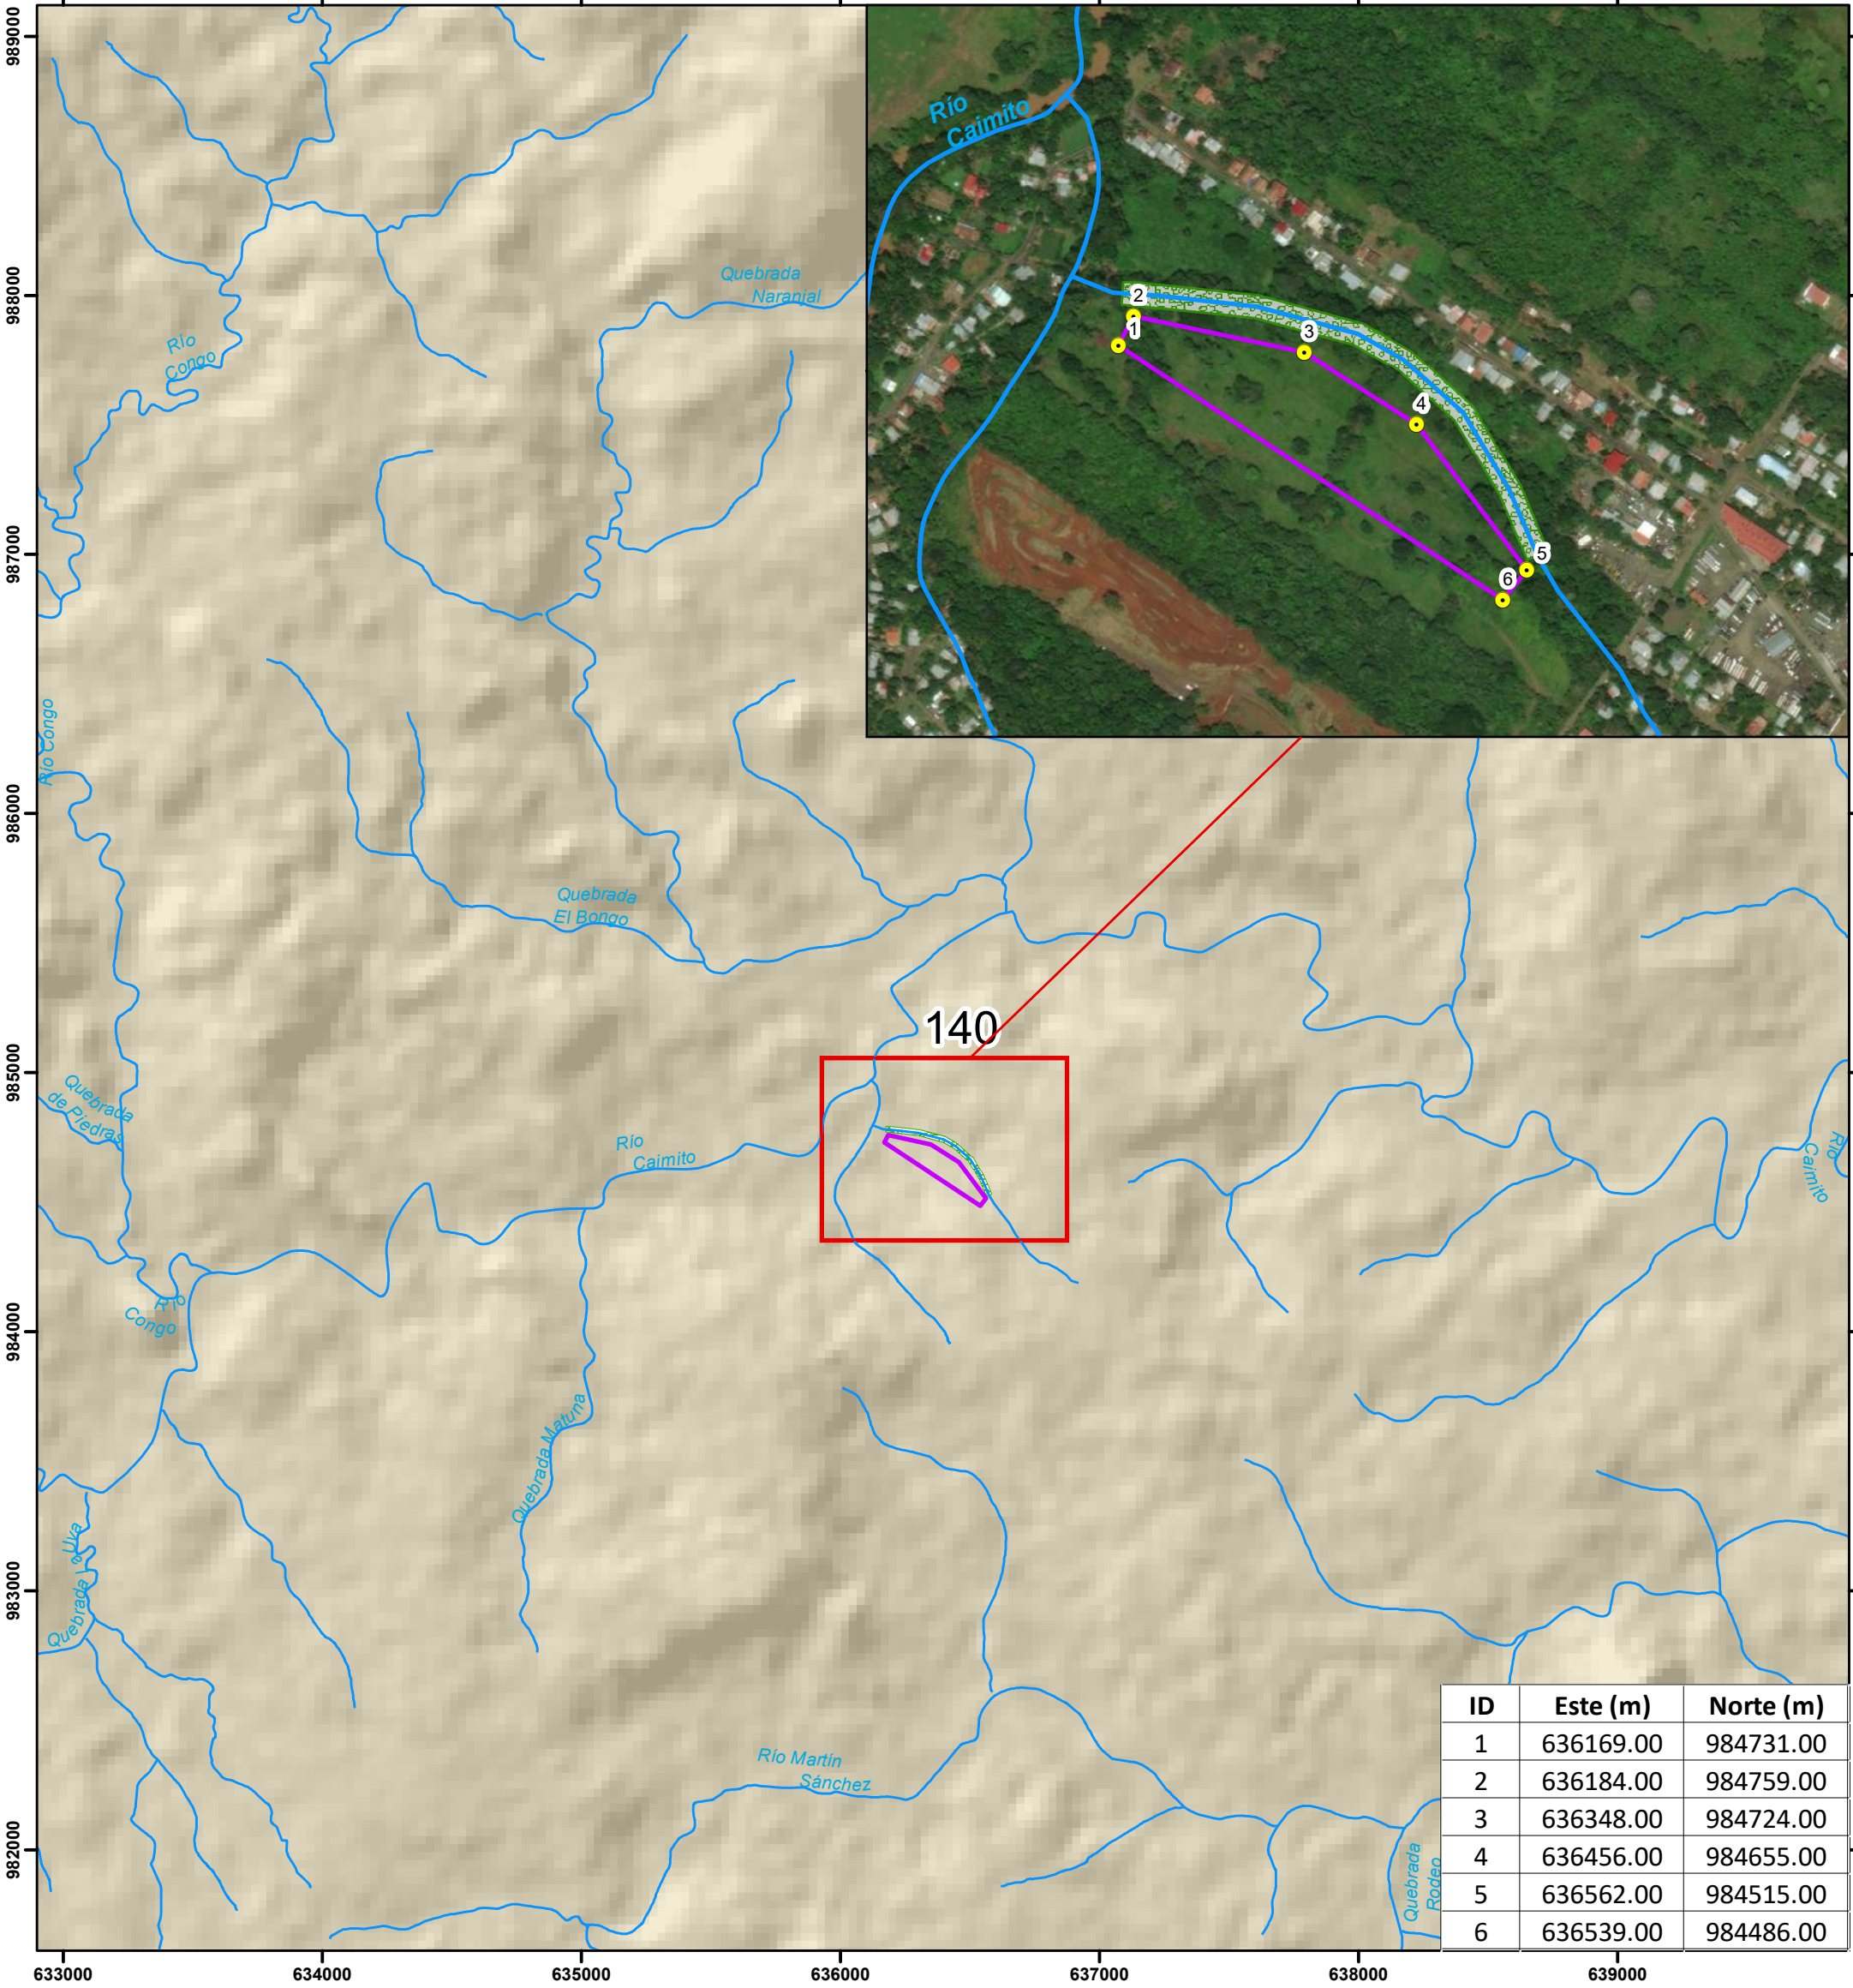 989000
988000
987000
986000
985000
984000
983000
982000
Río
Caimito
2
1
3
4
5
6
Quebrada
Naranjal
Río
Congo
Río Congo
Quebrada
El Bongo
140
Quebrada
de Piedras
Río
Caimito
Río
Caimito
Río
Congo
Quebrada Matuna
Quebrada La Uva
Río Martín
Sánchez
Quebrada
Rodeo
ID Este (m) Norte (m)
1 636169.00 984731.00
2 636184.00 984759.00
3 636348.00 984724.00
4 636456.00 984655.00
5 636562.00 984515.00
6 636539.00 984486.00
633000 634000 635000 636000 637000 638000 639000